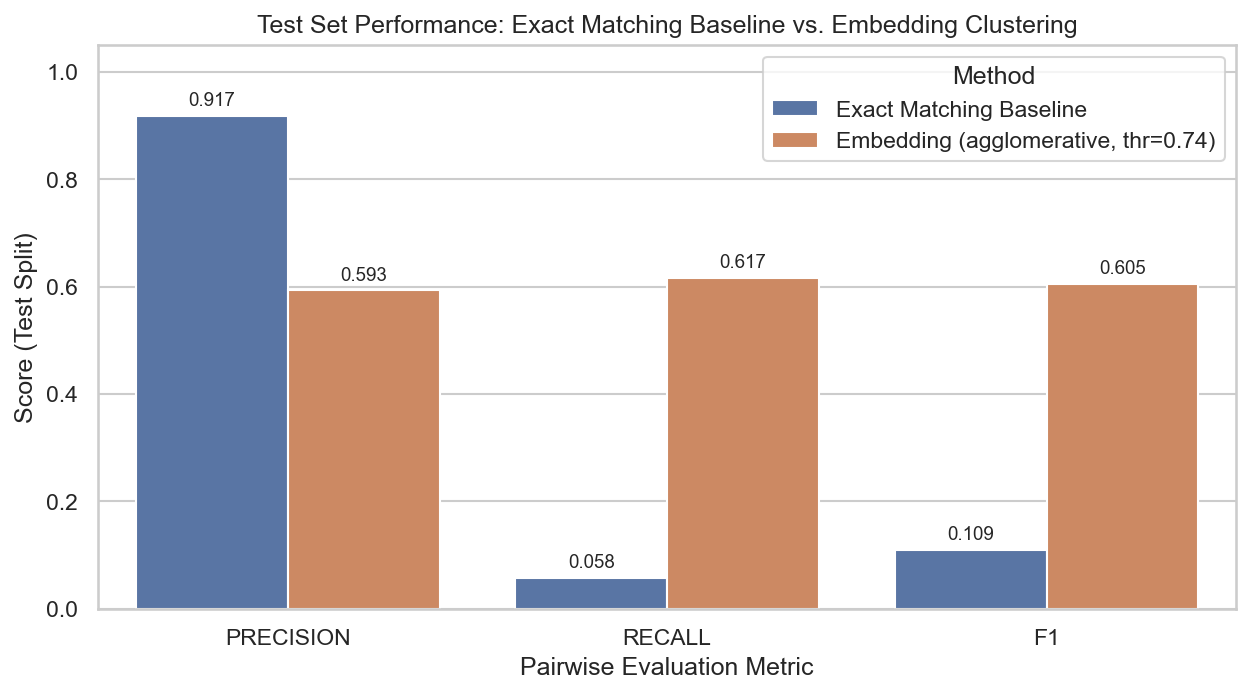 Test Set Performance: Exact Matching Baseline vs. Embedding Clustering
Score (Test Split)
1.0
0.8
0.6
0.4
0.2
0.0
Method
Exact Matching Baseline
Embedding (agglomerative, thr=0.74)
0.917
0.593
0.058
0.617
0.109
0.605
PRECISION
RECALL
F1
Pairwise Evaluation Metric